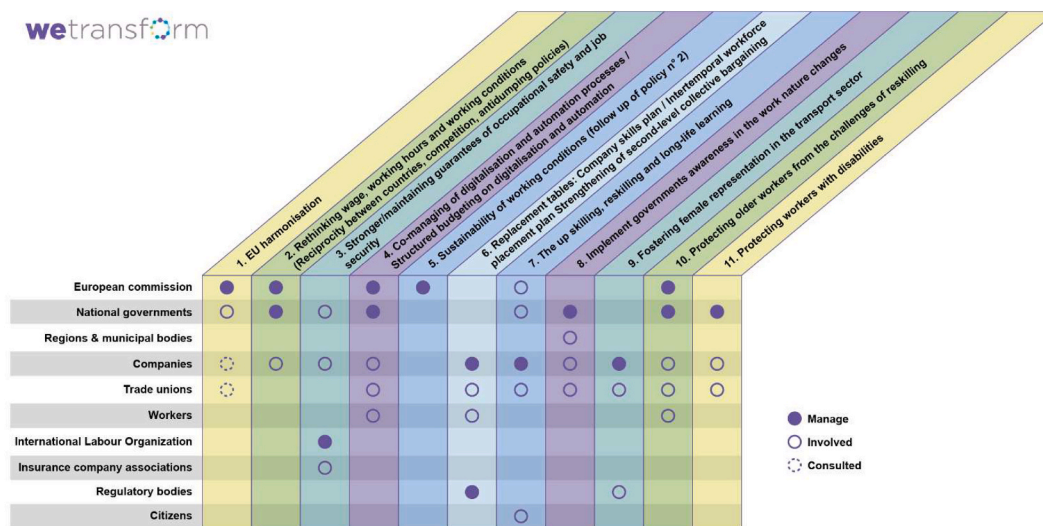 wetransform
1. EU harmonisation
2. Rethinking wage, working hours and working conditions
(Reciprocity between countries, competition, antidumping policies)
3. Stronger/maintaining guarantees of occupational safety and job
security
4. Co-managing of digitalisation and automation processes /
Structured budgeting on digitalisation and automation
5. Sustainability of working conditions (follow up of policy n° 2)
6. Replacement tables: Company skills plan / Intertemporal workforce
placement plan Strengthening of second-level collective bargaining
7. The up skilling, reskilling and long-life learning
8. Implement governments awareness in the work nature changes
9. Fostering female representation in the transport sector
10. Protecting older workers from the challenges of reskilling
11. Protecting workers with disabilities
European commission
National governments
Regions & municipal bodies
Companies
Trade unions
Workers
International Labour Organization
Insurance company associations
Regulatory bodies
Citizens
Manage
Involved
Consulted